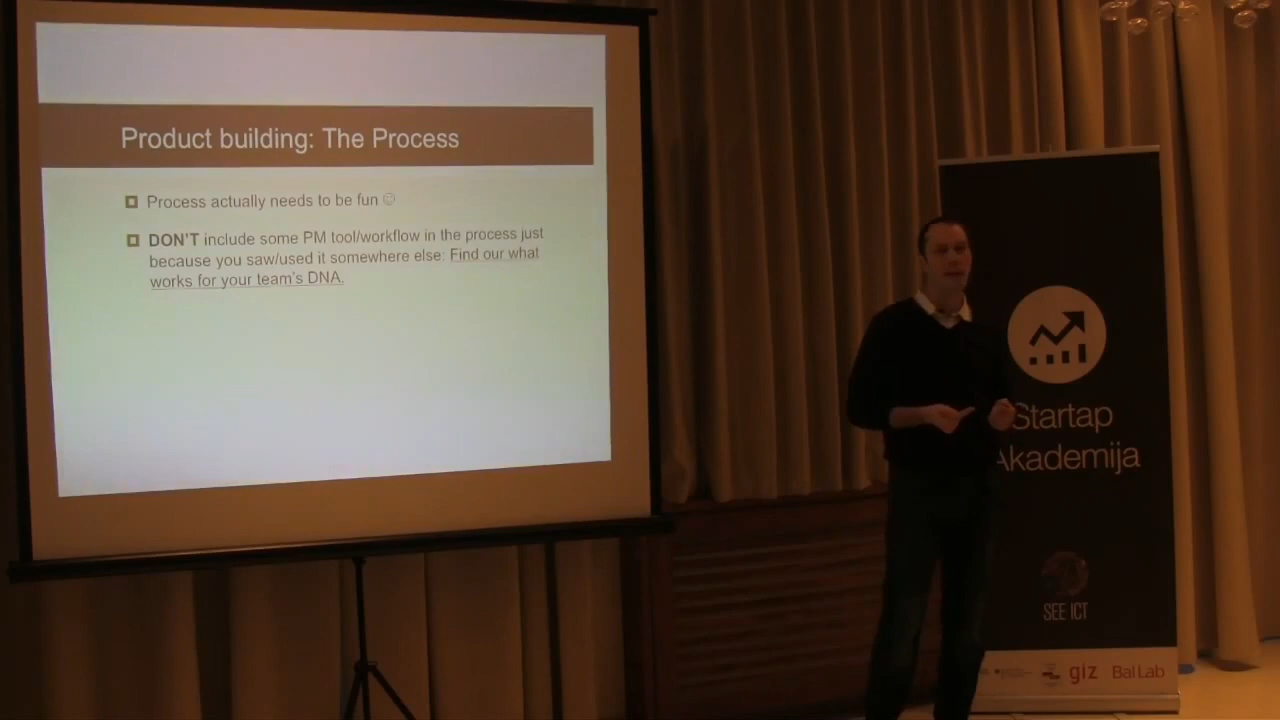 Product building: The Process
Process actually needs to be fun ☺
DON'T include some PM tool/workflow in the process just
because you saw/used it somewhere else: Find our what
works for your team's DNA.
Startap
Akademija
SEE ICT
giz
Bal Lab